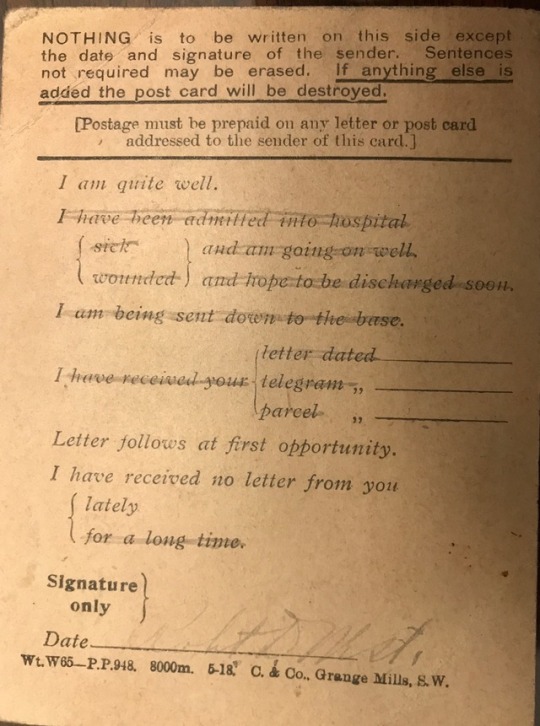 NOTHING is to be written on this side except
the date and signature of the sender. Sentences
not required may be erased. If anything else is
added the post card will be destroyed.
[Postage must be prepaid on any letter or post card
addressed to the sender of this card.]
I am quite well.
I have been admitted into hospital
{ sick } and am going on well.
{ wounded } and hope to be discharged soon.
I am being sent down to the base.
letter dated
I have received your { telegram „
parcel „
Letter follows at first opportunity.
I have received no letter from you
{ lately
{ for a long time.
Signature
only }
Date
Wt.W65—P.P.948. 8000m. 5-18. C. & Co., Grange Mills, S.W.